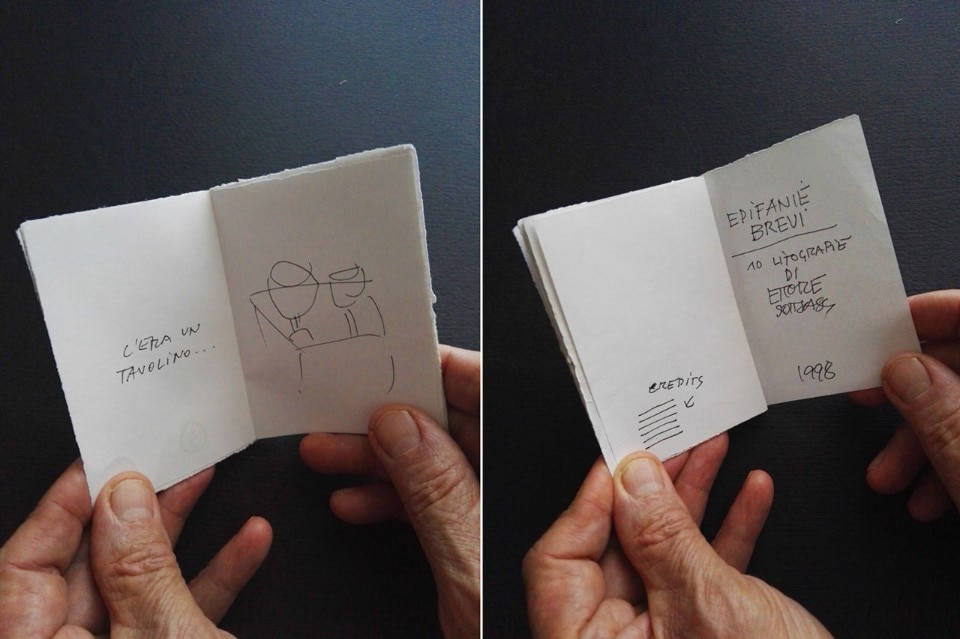 C'ERA UN
TAVOLINO...
CREDITS
EPIFANIE
BREVI
10 LITOGRAFIE
DI
ETTORE
SOTTSASS
1998